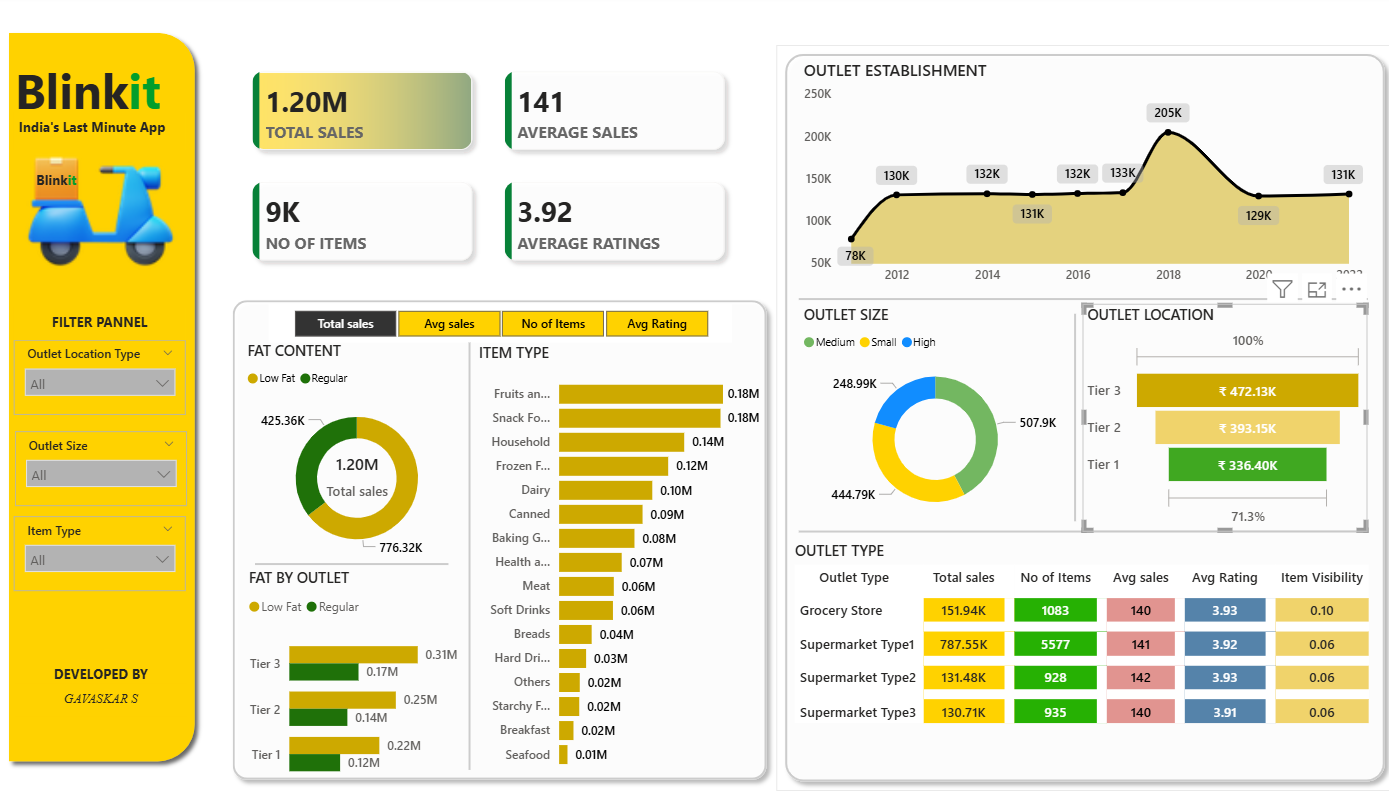 Blinkit
India's Last Minute App
Blinkit
FILTER PANNEL
Outlet Location Type
All
Outlet Size
All
Item Type
All
DEVELOPED BY
GAVASKAR S
1.20M
TOTAL SALES
141
AVERAGE SALES
9K
NO OF ITEMS
3.92
AVERAGE RATINGS
Total sales Avg sales No of Items Avg Rating
FAT CONTENT
Low Fat Regular
425.36K
1.20M
Total sales
776.32K
FAT BY OUTLET
Low Fat Regular
Tier 3 0.31M
0.17M
Tier 2 0.25M
0.14M
Tier 1 0.22M
0.12M
ITEM TYPE
Fruits an... 0.18M
Snack Fo... 0.18M
Household 0.14M
Frozen F... 0.12M
Dairy 0.10M
Canned 0.09M
Baking G... 0.08M
Health a... 0.07M
Meat 0.06M
Soft Drinks 0.06M
Breads 0.04M
Hard Dri... 0.03M
Others 0.02M
Starchy F... 0.02M
Breakfast 0.02M
Seafood 0.01M
OUTLET ESTABLISHMENT
250K
200K
150K
100K
50K
78K
130K
132K
131K
132K
133K
205K
129K
131K
2012 2014 2016 2018 2020 2022
OUTLET SIZE
Medium Small High
248.99K
507.9K
444.79K
OUTLET LOCATION
100%
Tier 3 ₹ 472.13K
Tier 2 ₹ 393.15K
Tier 1 ₹ 336.40K
71.3%
OUTLET TYPE
Outlet Type Total sales No of Items Avg sales Avg Rating Item Visibility
Grocery Store 151.94K 1083 140 3.93 0.10
Supermarket Type1 787.55K 5577 141 3.92 0.06
Supermarket Type2 131.48K 928 142 3.93 0.06
Supermarket Type3 130.71K 935 140 3.91 0.06